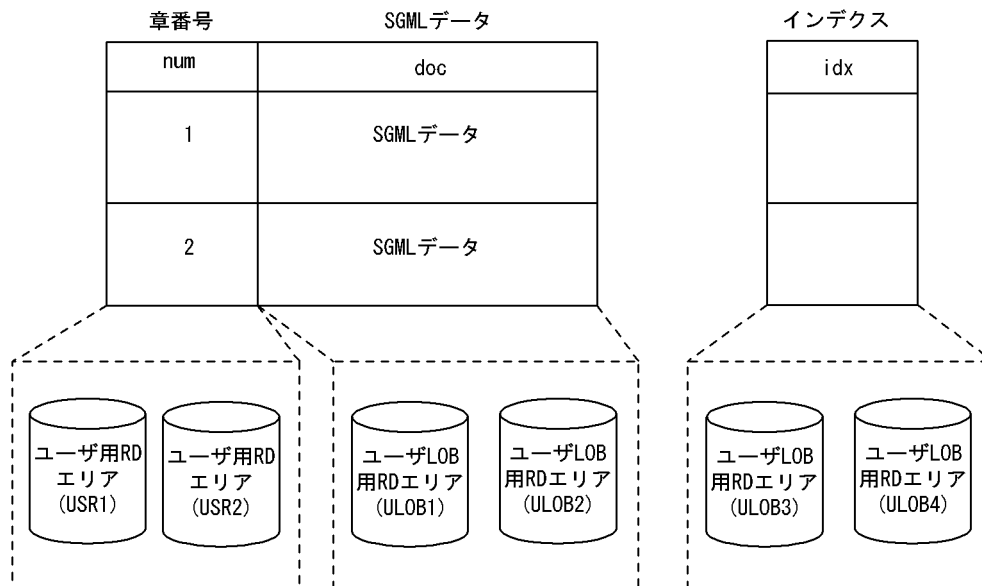 章番号
SGMLデータ
インデクス
num
doc
idx
1
SGMLデータ
2
SGMLデータ
ユーザ用RD
エリア
(USR1)
ユーザ用RD
エリア
(USR2)
ユーザLOB
用RDエリア
(ULOB1)
ユーザLOB
用RDエリア
(ULOB2)
ユーザLOB
用RDエリア
(ULOB3)
ユーザLOB
用RDエリア
(ULOB4)